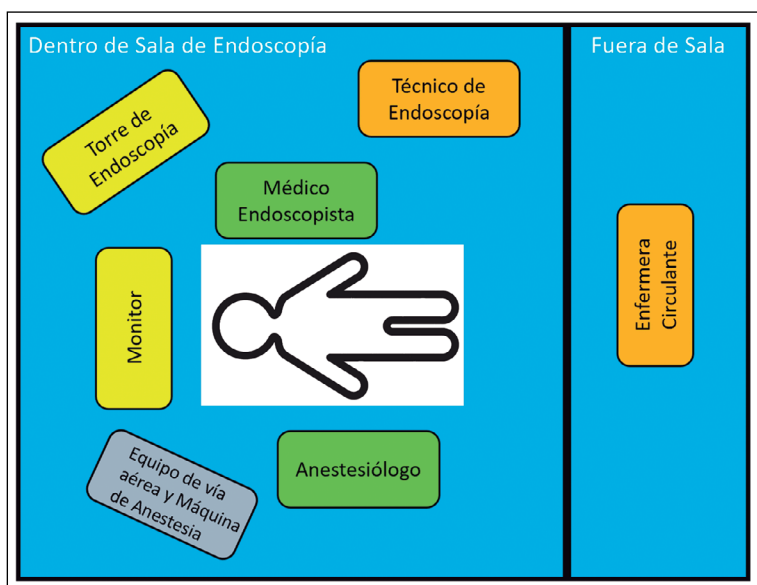 Dentro de Sala de Endoscopía
Fuera de Sala
Técnico de
Endoscopía
Torre de
Endoscopía
Médico
Endoscopista
Monitor
Enfermera
Circulante
Equipo de vía
aérea y Máquina
de Anestesia
Anestesiólogo